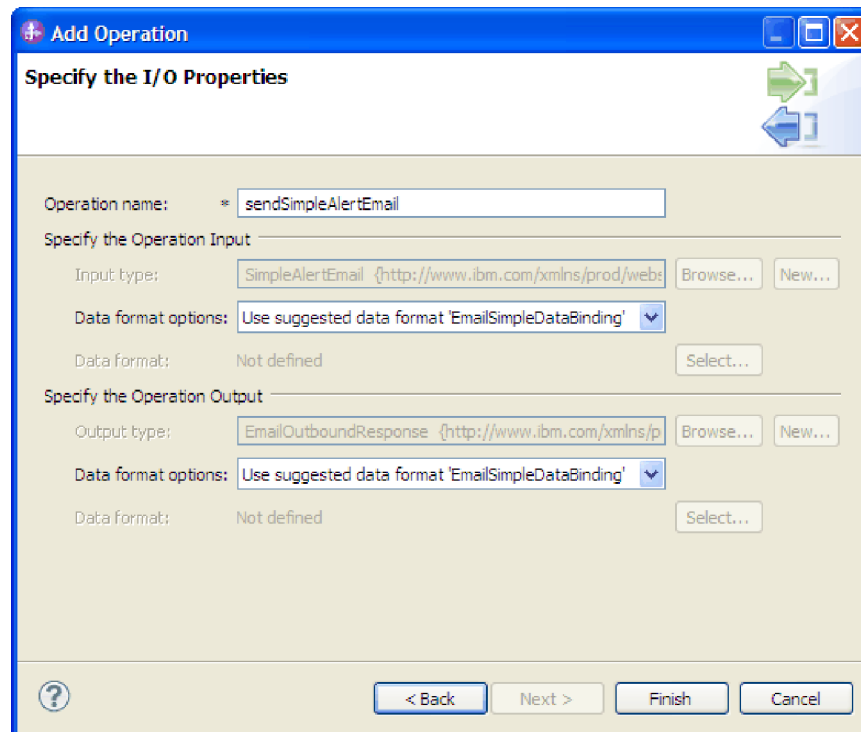 Add Operation
Specify the I/O Properties
Operation name: * sendSimpleAlertEmail
Specify the Operation Input
Input type: SimpleAlertEmail {http://www.ibm.com/xmlns/prod/webs Browse... New...
Data format options: Use suggested data format 'EmailSimpleDataBinding'
Data format: Not defined Select...
Specify the Operation Output
Output type: EmailOutboundResponse {http://www.ibm.com/xmlns/p Browse... New...
Data format options: Use suggested data format 'EmailSimpleDataBinding'
Data format: Not defined Select...
? < Back Next > Finish Cancel